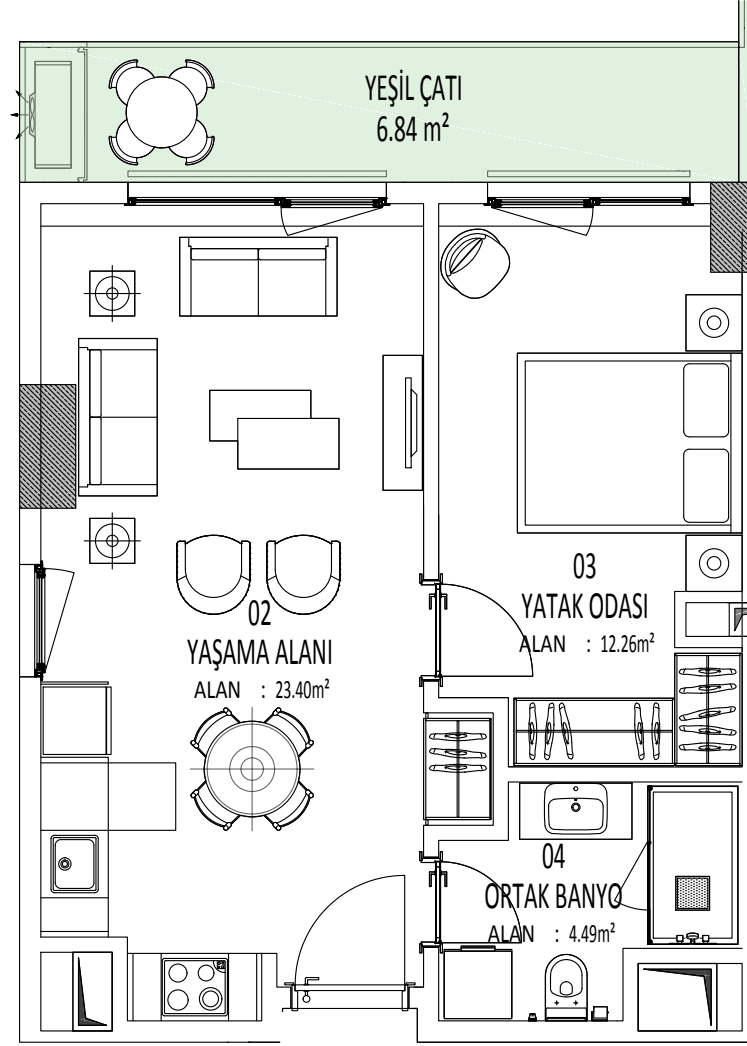 YEŞİL ÇATI
6.84 m²
03
YATAK ODASI
ALAN : 12.26m²
02
YAŞAMA ALANI
ALAN : 23.40m²
04
ORTAK BANYO
ALAN : 4.49m²